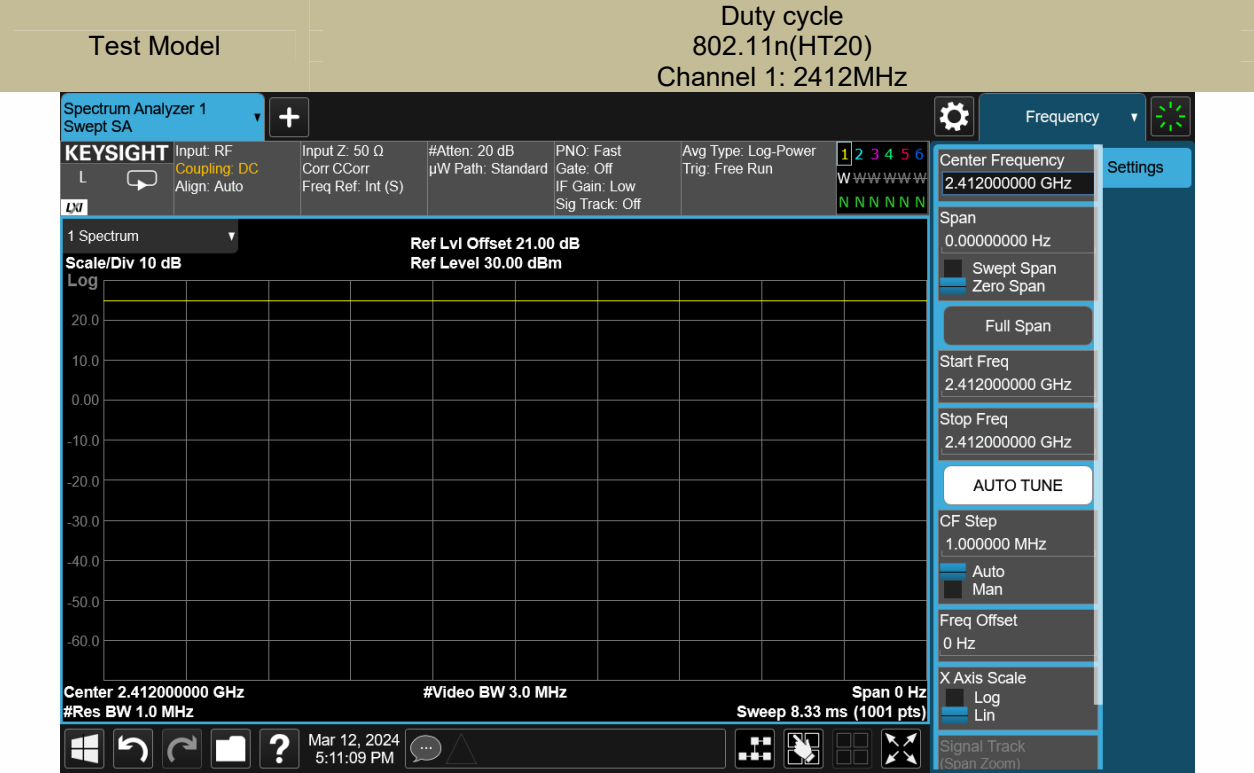 Test Model
Duty cycle
802.11n(HT20)
Channel 1: 2412MHz
Spectrum Analyzer 1
Swept SA
Frequency
KEYSIGHT
L
LXI
Input: RF
Coupling: DC
Align: Auto
Input Z: 50 Ω
Corr CCorr
Freq Ref: Int (S)
#Atten: 20 dB
µW Path: Standard
PNO: Fast
Gate: Off
IF Gain: Low
Sig Track: Off
Avg Type: Log-Power
Trig: Free Run
1 2 3 4 5 6
W W W W W W
N N N N N N
Center Frequency
2.412000000 GHz
Settings
Span
0.00000000 Hz
Swept Span
Zero Span
Full Span
Start Freq
2.412000000 GHz
Stop Freq
2.412000000 GHz
AUTO TUNE
CF Step
1.000000 MHz
Auto
Man
Freq Offset
0 Hz
X Axis Scale
Log
Lin
Signal Track
(Span Zoom)
1 Spectrum
Scale/Div 10 dB
Ref Lvl Offset 21.00 dB
Ref Level 30.00 dBm
Log
20.0
10.0
0.00
-10.0
-20.0
-30.0
-40.0
-50.0
-60.0
Center 2.412000000 GHz
#Video BW 3.0 MHz
Span 0 Hz
#Res BW 1.0 MHz
Sweep 8.33 ms (1001 pts)
?
Mar 12, 2024
5:11:09 PM